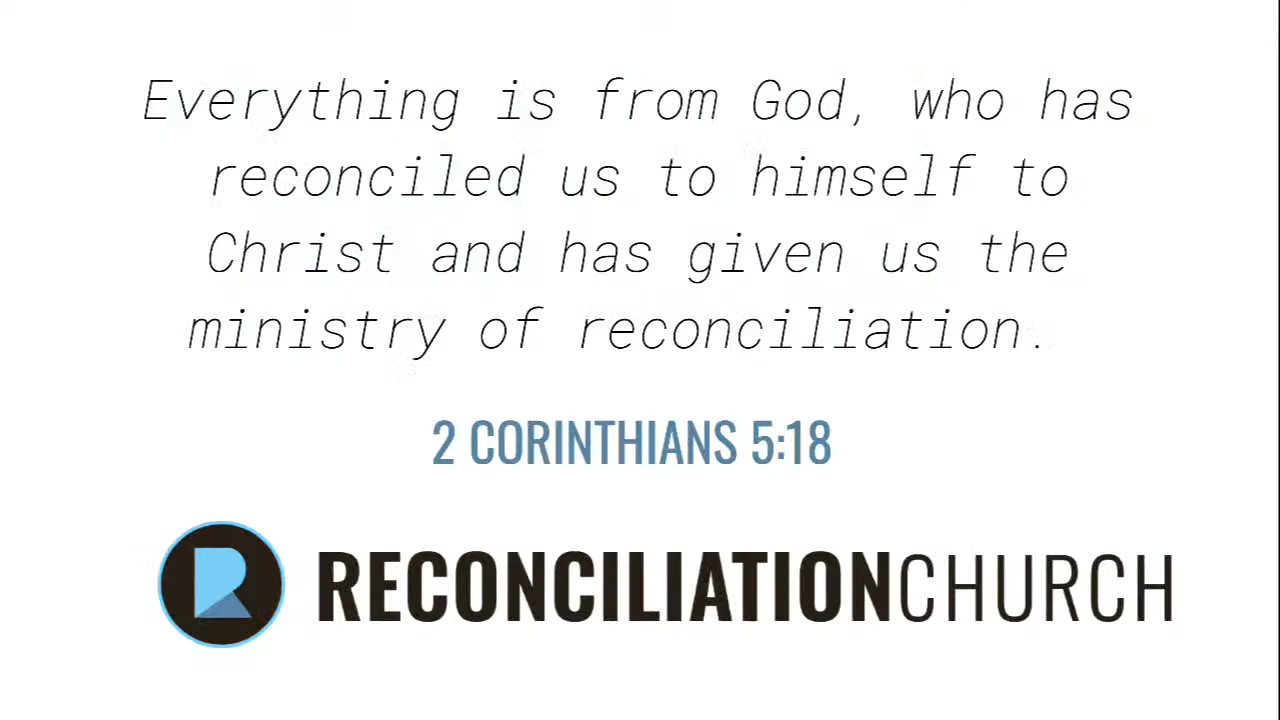 Everything is from God, who has
reconciled us to himself to
Christ and has given us the
ministry of reconciliation.
2 CORINTHIANS 5:18
R RECONCILIATIONCHURCH